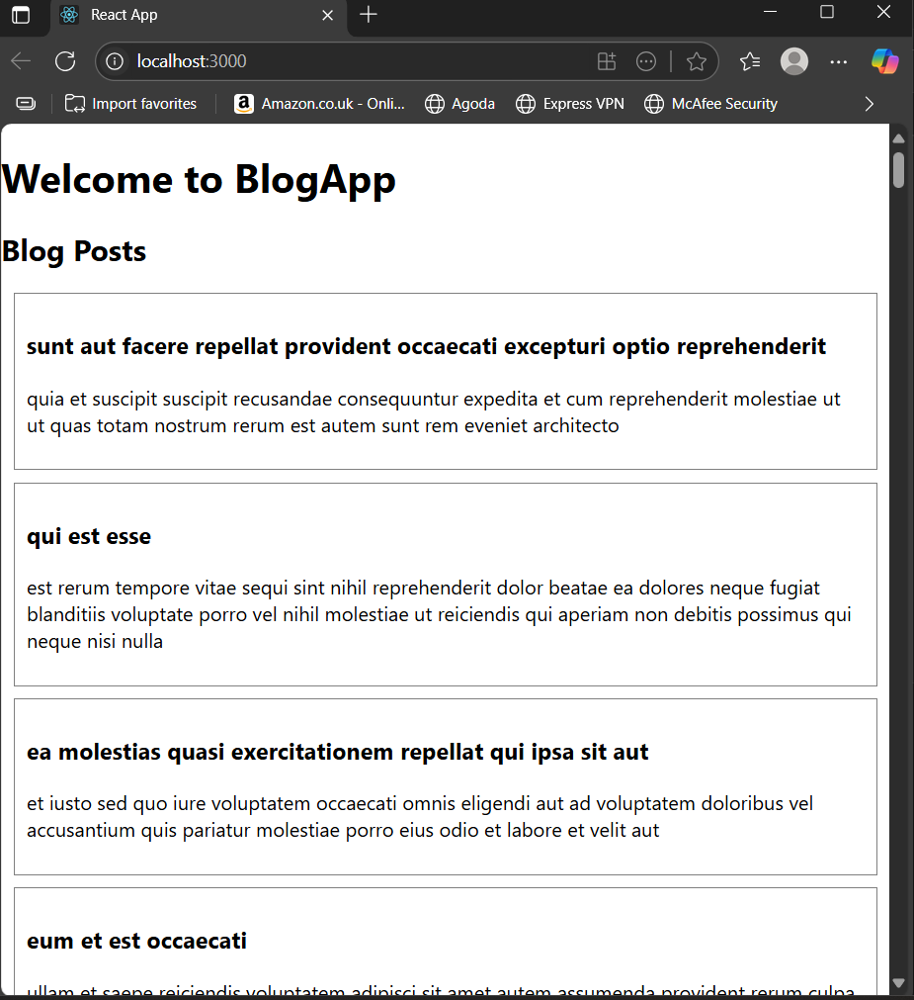 React App
localhost:3000
Import favorites
Amazon.co.uk - Onli...
Agoda
Express VPN
McAfee Security
Welcome to BlogApp
Blog Posts
sunt aut facere repellat provident occaecati excepturi optio reprehenderit
quia et suscipit suscipit recusandae consequuntur expedita et cum reprehenderit molestiae ut
ut quas totam nostrum rerum est autem sunt rem eveniet architecto
qui est esse
est rerum tempore vitae sequi sint nihil reprehenderit dolor beatae ea dolores neque fugiat
blanditiis voluptate porro vel nihil molestiae ut reiciendis qui aperiam non debitis possimus qui
neque nisi nulla
ea molestias quasi exercitationem repellat qui ipsa sit aut
et iusto sed quo iure voluptatem occaecati omnis eligendi aut ad voluptatem doloribus vel
accusantium quis pariatur molestiae porro eius odio et labore et velit aut
eum et est occaecati
ullam et saepe reiciendis voluptatem adipisci sit amet autem assumenda provident rerum culpa